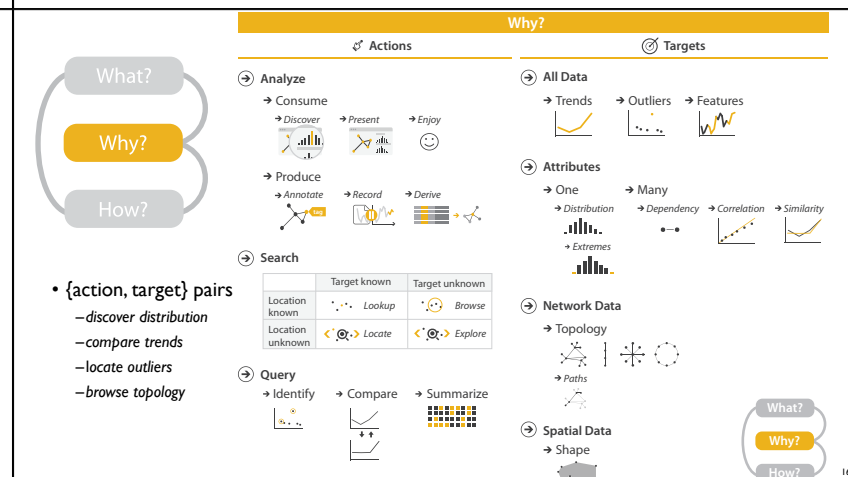 Why?
What?
Why?
How?
• {action, target} pairs
–discover distribution
–compare trends
–locate outliers
–browse topology
Actions
Analyze
Consume
Discover Present Enjoy
Produce
Annotate Record Derive
tag
Search
Target known Target unknown
Location known Lookup Browse
Location unknown Locate Explore
Query
Identify Compare Summarize
Targets
All Data
Trends Outliers Features
Attributes
One Many
Distribution Dependency Correlation Similarity
Extremes
Network Data
Topology
Paths
Spatial Data
Shape
What?
Why?
How?